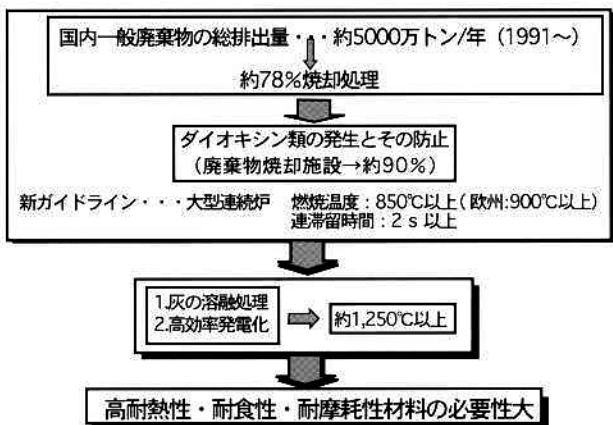 国内一般廃棄物の総排出量・・・約5000万トン/年（1991～）
約78%焼却処理
ダイオキシン類の発生とその防止
（廃棄物焼却施設→約90%）
新ガイドライン・・・大型連続炉　燃焼温度：850℃以上（欧州:900℃以上）
連滞留時間：2ｓ以上
1.灰の溶融処理
2.高効率発電化
約1,250℃以上
高耐熱性・耐食性・耐摩耗性材料の必要性大